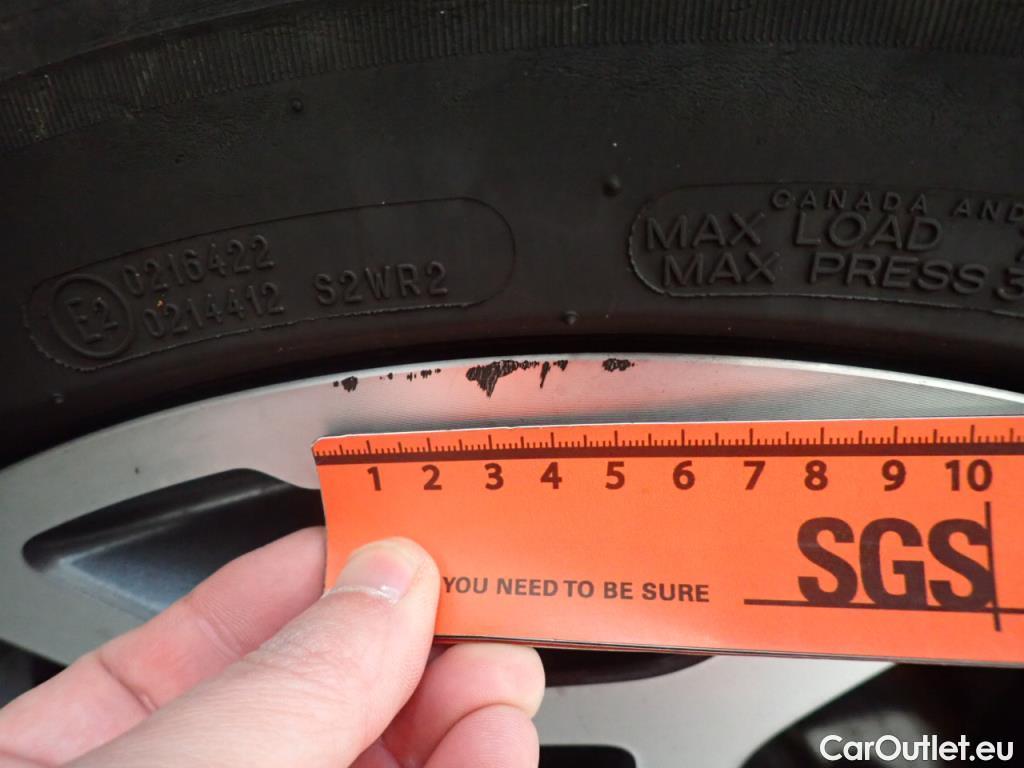 CANADA AND
0216422
E2
0214412 S2WR2
MAX LOAD
MAX PRESS 3
1 2 3 4 5 6 7 8 9 10
SGS
YOU NEED TO BE SURE
CarOutlet.eu